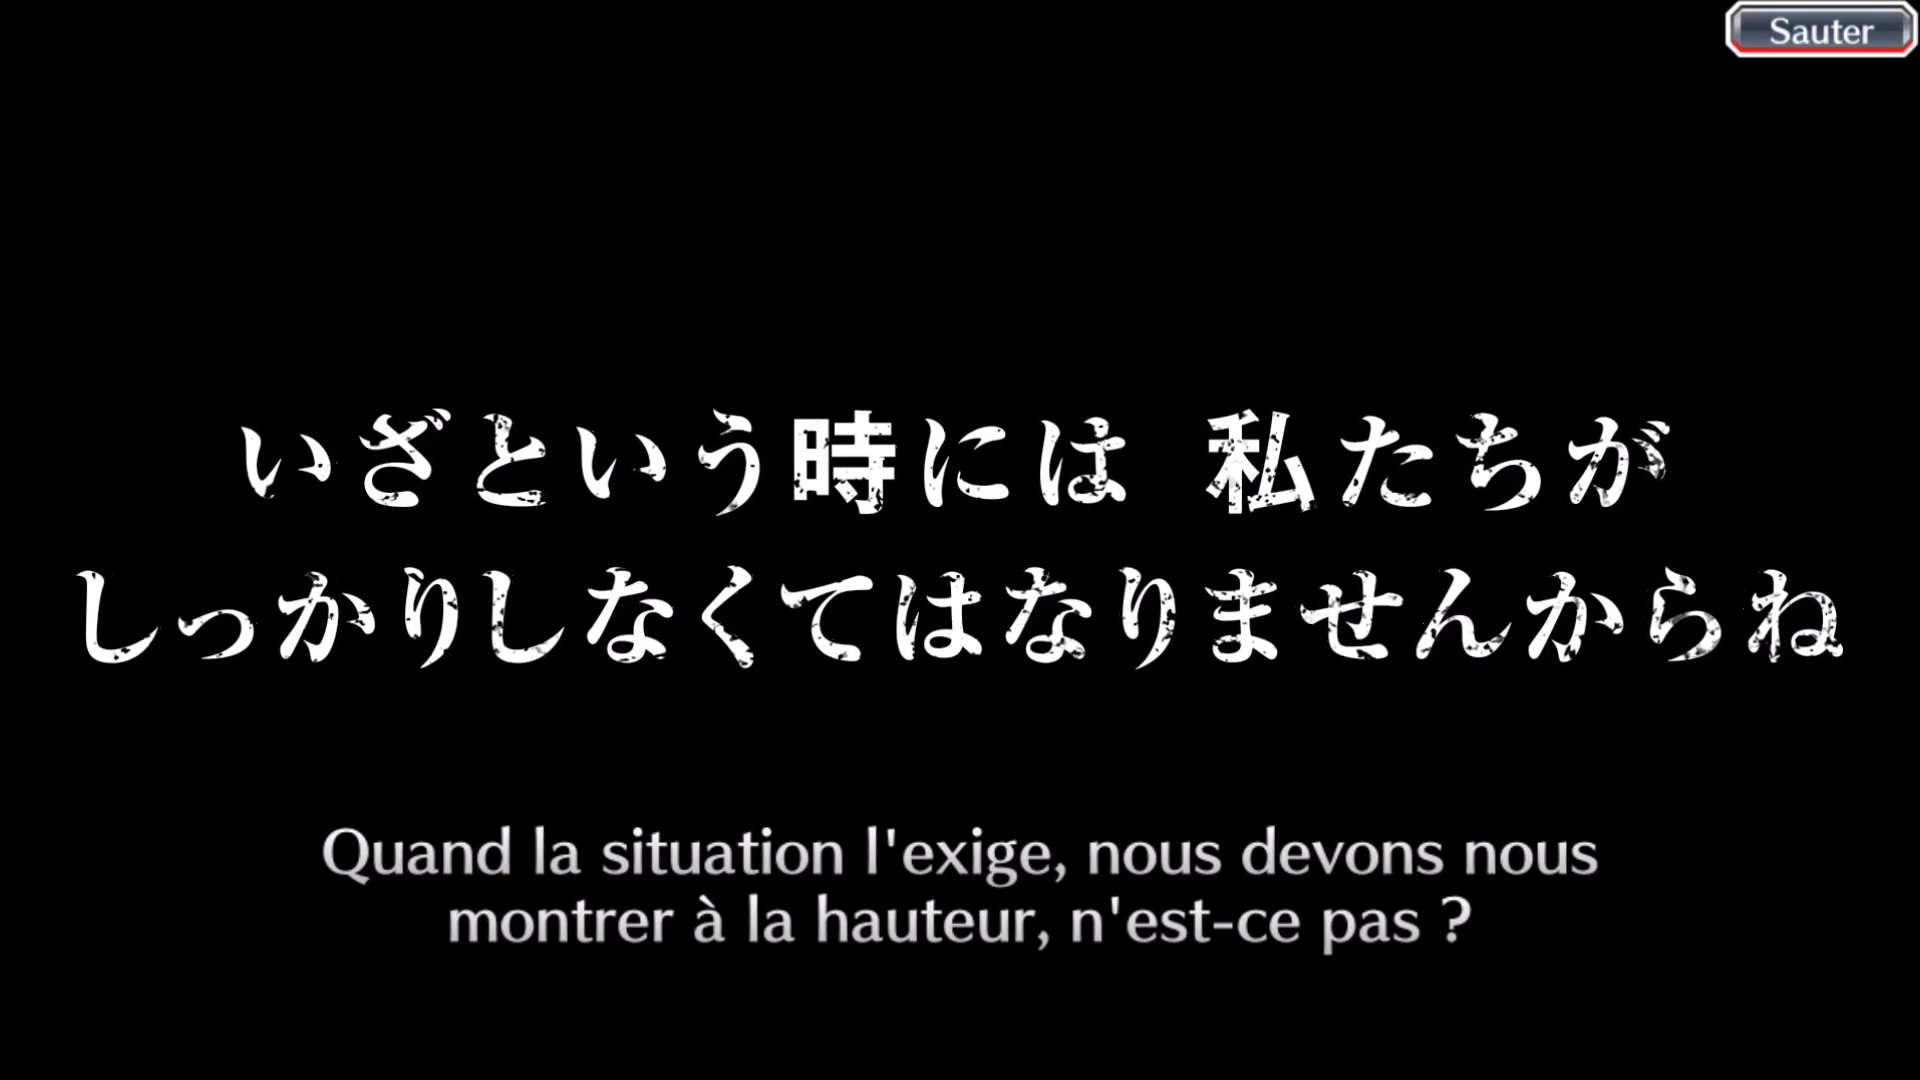 Sauter
いざという時には 私たちが
しっかりしなくてはなりませんからね
Quand la situation l'exige, nous devons nous
montrer à la hauteur, n'est-ce pas ?